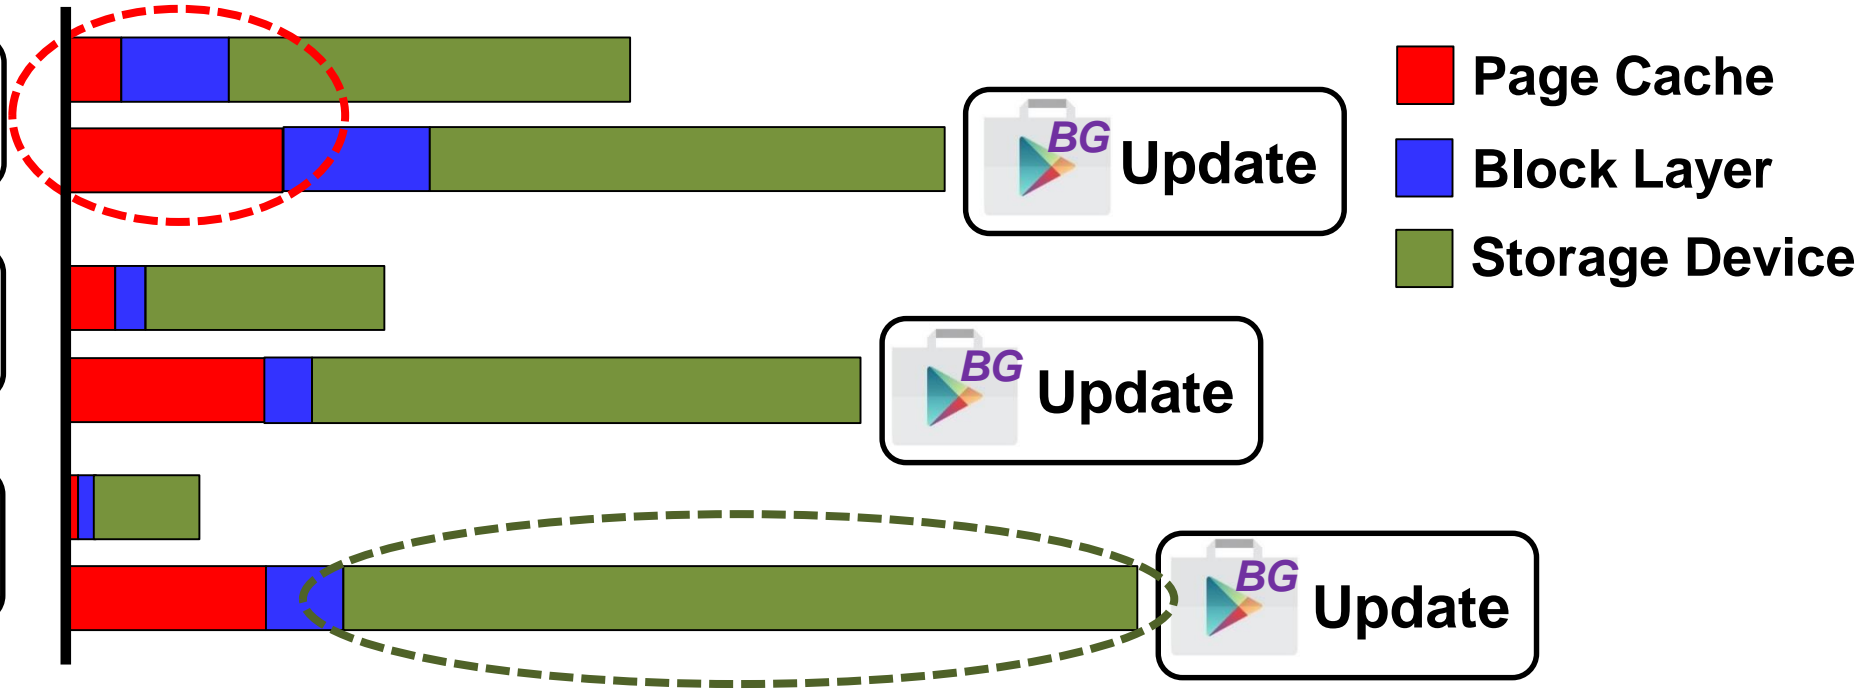 Page Cache
BG
Update
Block Layer
Storage Device
BG
Update
BG
Update